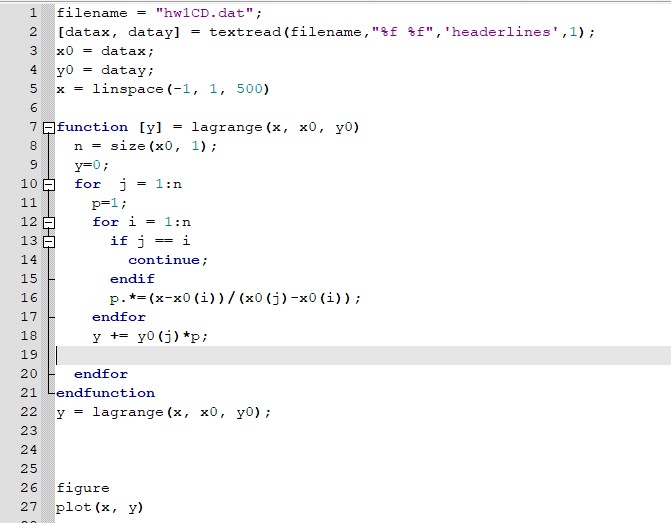 1 filename = "hw1CD.dat";
2 [datax, datay] = textread(filename,"%f %f",'headerlines',1);
3 x0 = datax;
4 y0 = datay;
5 x = linspace(-1, 1, 500)
6
7 function [y] = lagrange(x, x0, y0)
8 n = size(x0, 1);
9 y=0;
10 for j = 1:n
11 p=1;
12 for i = 1:n
13 if j == i
14 continue;
15 endif
16 p.*=(x-x0(i))/(x0(j)-x0(i));
17 endfor
18 y += y0(j)*p;
19
20 endfor
21 endfunction
22 y = lagrange(x, x0, y0);
23
24
25
26 figure
27 plot(x, y)